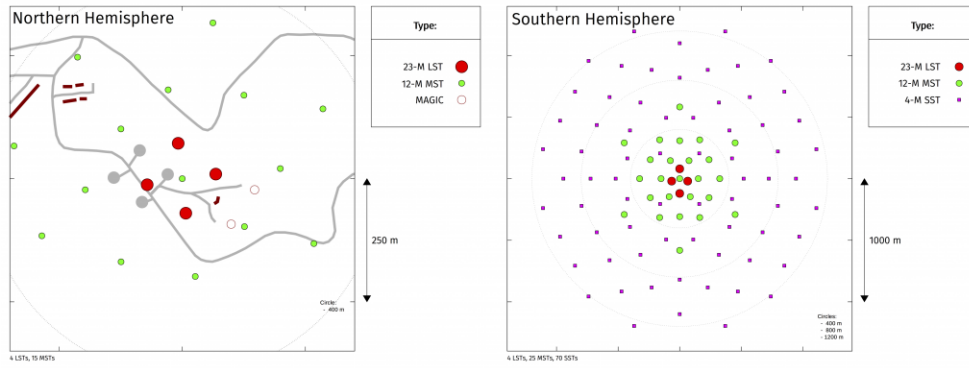 Northern Hemisphere
Type:
23-M LST
12-M MST
MAGIC
250 m
Circle:
- 400 m
4 LSTs, 15 MSTs
Southern Hemisphere
Type:
23-M LST
12-M MST
4-M SST
1000 m
Circles:
- 400 m
- 800 m
- 1200 m
4 LSTs, 25 MSTs, 70 SSTs